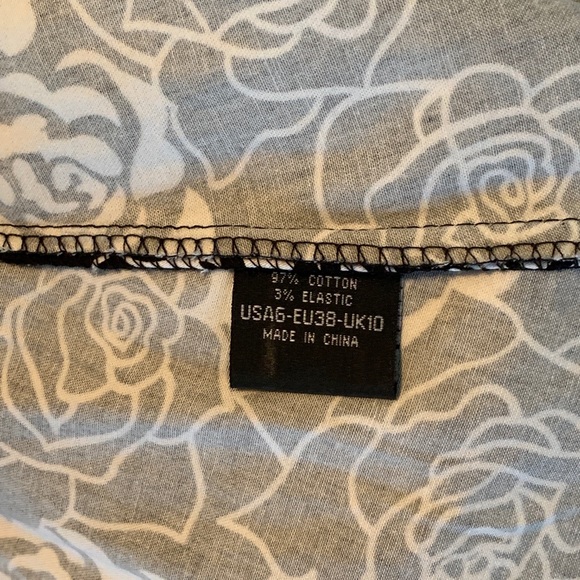 97% COTTON
3% ELASTIC
USA6-EU38-UK10
MADE IN CHINA